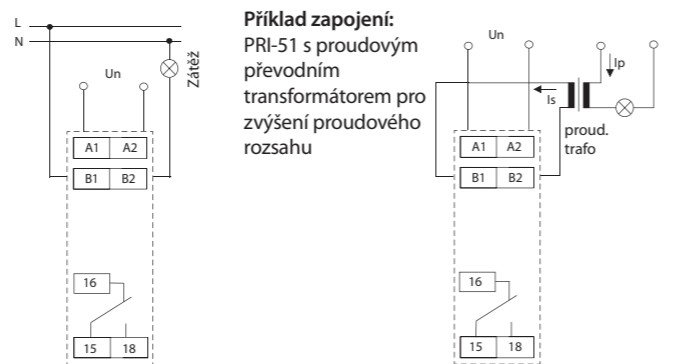 L
N
Un
Zátěž
A1 A2
B1 B2
16
15 18
Příklad zapojení:
PRI-51 s proudovým
převodním
transformátorem pro
zvýšení proudového
rozsahu
Un
Ip
Is
proud.
trafo
A1 A2
B1 B2
16
15 18